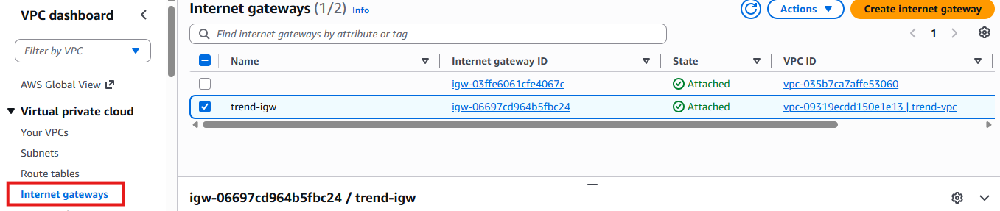 VPC dashboard
Filter by VPC
AWS Global View
Virtual private cloud
Your VPCs
Subnets
Route tables
Internet gateways
Internet gateways (1/2) Info
Actions
Create internet gateway
Find internet gateways by attribute or tag
1
Name Internet gateway ID State VPC ID
– igw-03ffe6061cfe4067c Attached vpc-035b7ca7affe53060
trend-igw igw-06697cd964b5fbc24 Attached vpc-09319ecdd150e1e13 | trend-vpc
igw-06697cd964b5fbc24 / trend-igw